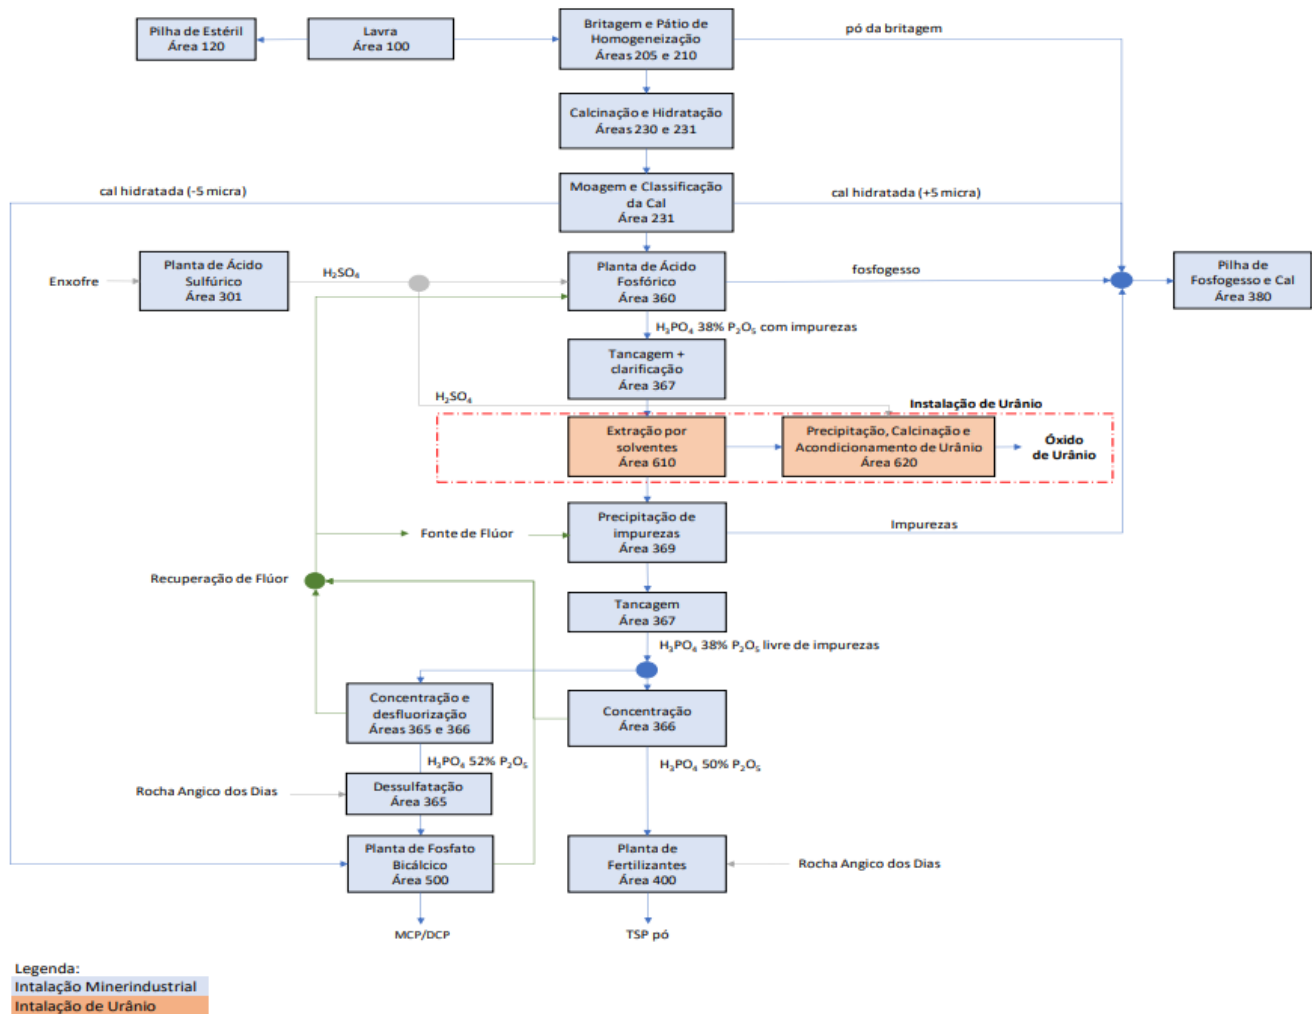 Pilha de Estéril
Área 120
Lavra
Área 100
Britagem e Pátio de
Homogeneização
Áreas 205 e 210
pó da britagem
Calcinação e Hidratação
Áreas 230 e 231
cal hidratada (-5 micra)
Moagem e Classificação
da Cal
Área 231
cal hidratada (+5 micra)
Enxofre
Planta de Ácido
Sulfúrico
Área 301
H₂SO₄
Planta de Ácido
Fosfórico
Área 360
fosfogesso
Pilha de
Fosfogesso e Cal
Área 380
H₃PO₄ 38% P₂O₅ com impurezas
Tancagem +
clarificação
Área 367
H₂SO₄
Instalação de Urânio
Extração por
solventes
Área 610
Precipitação, Calcinação e
Acondicionamento de Urânio
Área 620
Óxido
de Urânio
Fonte de Flúor
Precipitação de
impurezas
Área 369
Impurezas
Recuperação de Flúor
Tancagem
Área 367
H₃PO₄ 38% P₂O₅ livre de impurezas
Concentração e
desfluorização
Áreas 365 e 366
Concentração
Área 366
H₃PO₄ 52% P₂O₅
H₃PO₄ 50% P₂O₅
Rocha Angico dos Dias
Dessulfatação
Área 365
Planta de Fosfato
Bicálcico
Área 500
Planta de
Fertilizantes
Área 400
Rocha Angico dos Dias
MCP/DCP
TSP pó
Legenda:
Intalação Minerindustrial
Intalação de Urânio